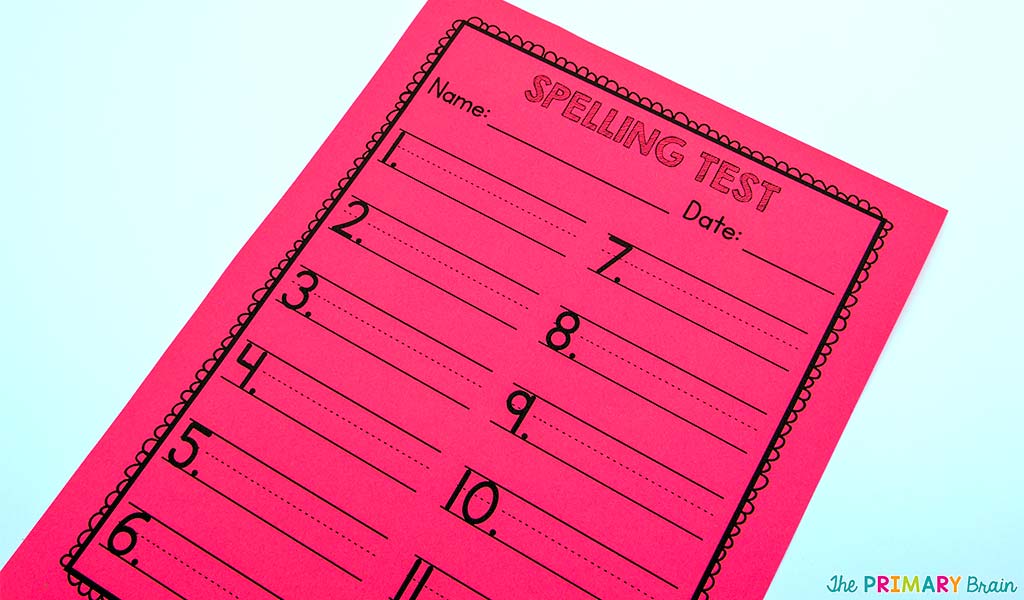 SPELLING TEST
Name:
Date:
1.
2.
3.
4.
5.
6.
7.
8.
9.
10.
11
The PRIMARY Brain